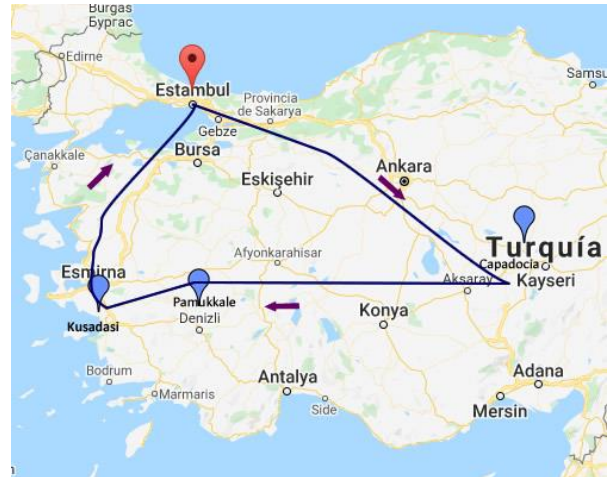 Burgas
Бургас
Edirne
Estambul
Provincia
de Sakarya
Samsu
Gebze
Çanakkale
Bursa
Ankara
Eskişehir
Turquía
Afyonkarahisar
Capadocia
Esmirna
Aksaray
Kayseri
Pamukkale
Kusadasi
Denizli
Konya
Adana
Bodrum
Antalya
Marmaris
Side
Mersin